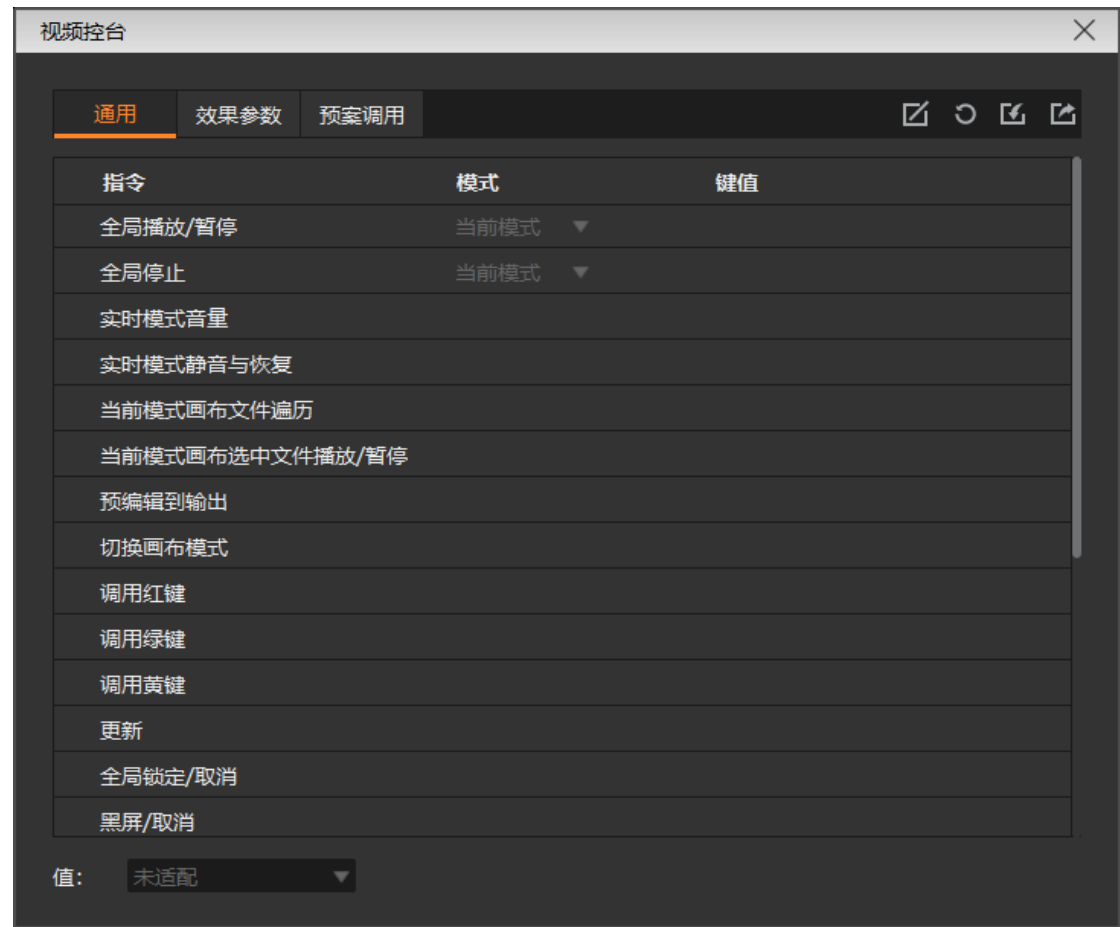 视频控台
通用 效果参数 预案调用
指令 模式 键值
全局播放/暂停 当前模式
全局停止 当前模式
实时模式音量
实时模式静音与恢复
当前模式画布文件遍历
当前模式画布选中文件播放/暂停
预编辑到输出
切换画布模式
调用红键
调用绿键
调用黄键
更新
全局锁定/取消
黑屏/取消
值: 未适配